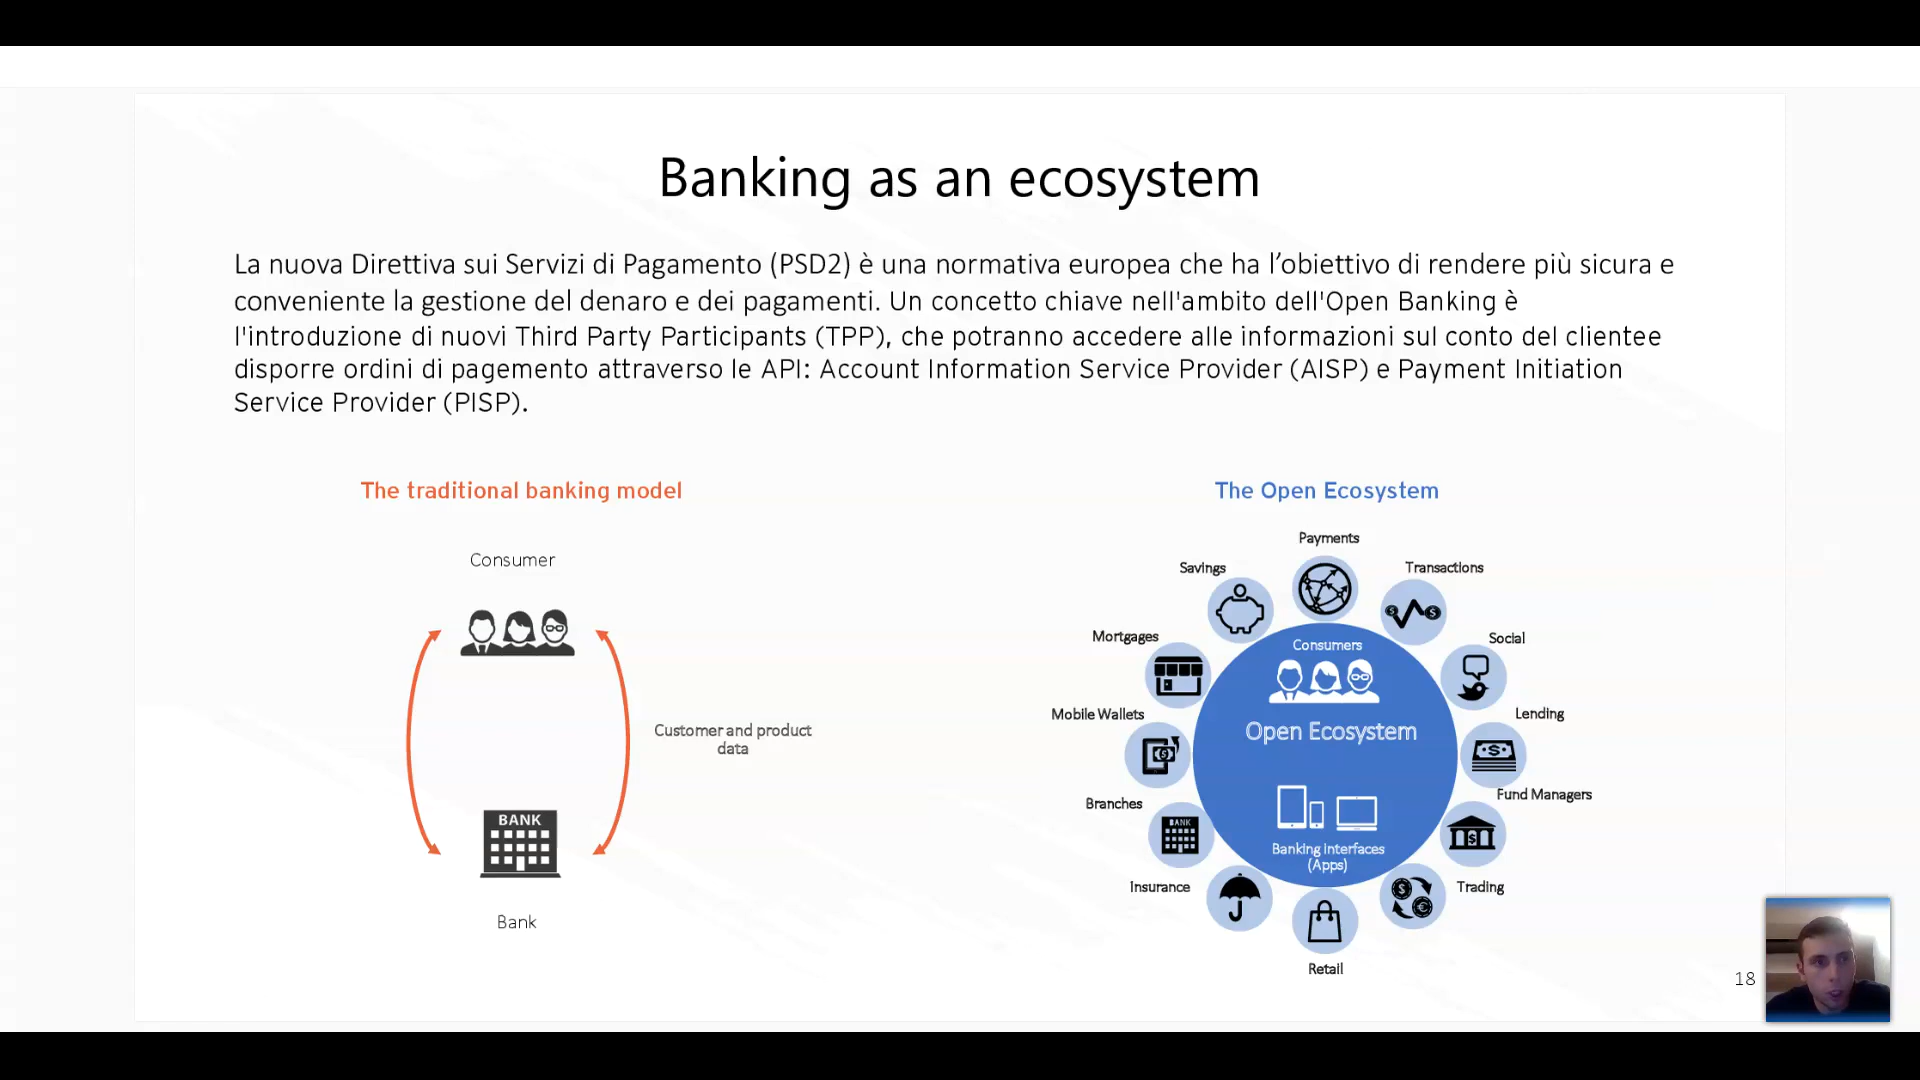 Banking as an ecosystem
La nuova Direttiva sui Servizi di Pagamento (PSD2) è una normativa europea che ha l’obiettivo di rendere più sicura e
conveniente la gestione del denaro e dei pagamenti. Un concetto chiave nell'ambito dell'Open Banking è
l'introduzione di nuovi Third Party Participants (TPP), che potranno accedere alle informazioni sul conto del clientee
disporre ordini di pagemento attraverso le API: Account Information Service Provider (AISP) e Payment Initiation
Service Provider (PISP).
The traditional banking model
Consumer
Customer and product
data
BANK
Bank
The Open Ecosystem
Payments
Savings
Transactions
Mortgages
Social
Mobile Wallets
Lending
Branches
Fund Managers
Insurance
Trading
Retail
Consumers
Open Ecosystem
Banking interfaces
(Apps)
BANK
18